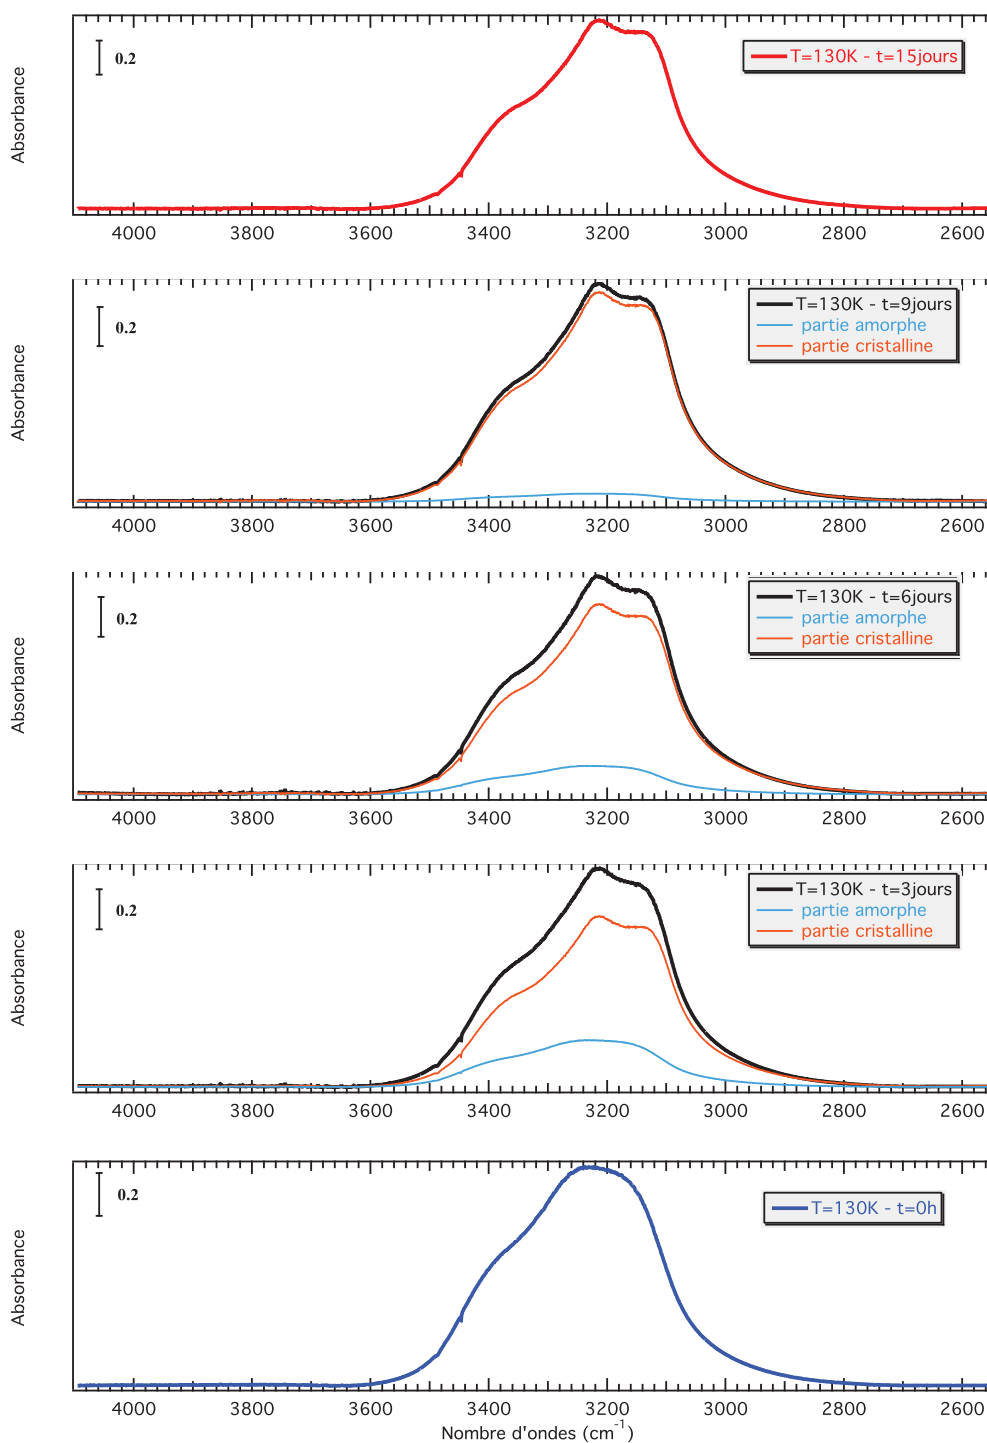 Absorbance
0.2
T=130K - t=15jours
4000 3800 3600 3400 3200 3000 2800 2600
Absorbance
0.2
T=130K - t=9jours
partie amorphe
partie cristalline
4000 3800 3600 3400 3200 3000 2800 2600
Absorbance
0.2
T=130K - t=6jours
partie amorphe
partie cristalline
4000 3800 3600 3400 3200 3000 2800 2600
Absorbance
0.2
T=130K - t=3jours
partie amorphe
partie cristalline
4000 3800 3600 3400 3200 3000 2800 2600
Absorbance
0.2
T=130K - t=0h
4000 3800 3600 3400 3200 3000 2800 2600
Nombre d'ondes (cm⁻¹)